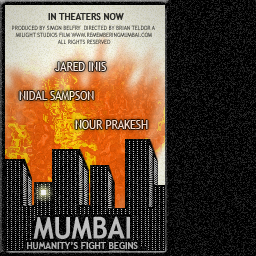 IN THEATERS NOW
PRODUCED BY SIMON BELFRY DIRECTED BY BRIAN TELDOR A
MILIGHT STUDIOS FILM WWW.REMEMBERINGMUMBAI.COM
ALL RIGHTS RESERVED
JARED INIS
NIDAL SAMPSON
NOUR PRAKESH
MUMBAI
HUMANITY'S FIGHT BEGINS